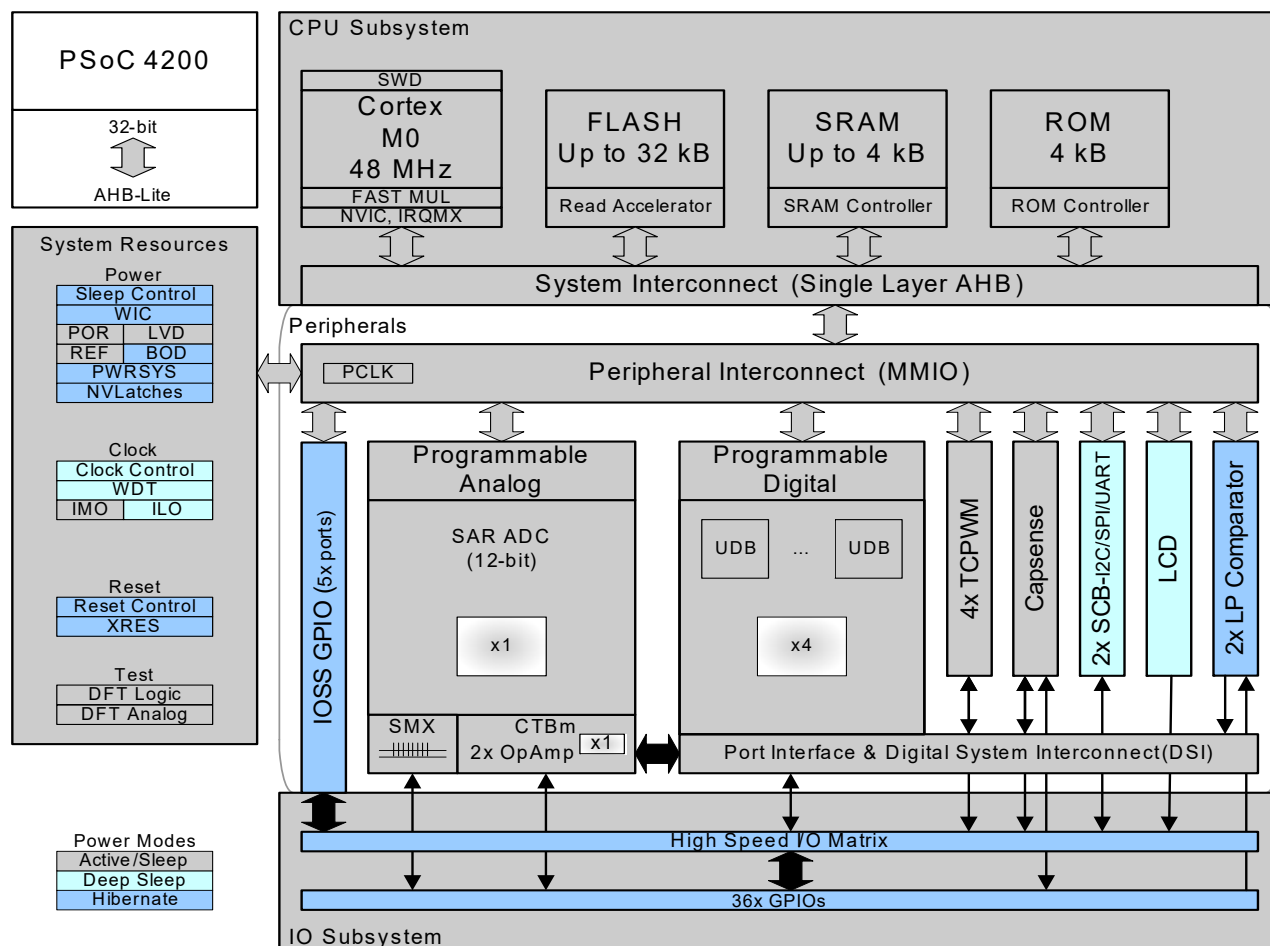 PSoC 4200
32-bit
AHB-Lite
CPU Subsystem
SWD
Cortex
M0
48 MHz
FAST MUL
NVIC, IRQMX
FLASH
Up to 32 kB
Read Accelerator
SRAM
Up to 4 kB
SRAM Controller
ROM
4 kB
ROM Controller
System Interconnect (Single Layer AHB)
System Resources
Power
Sleep Control
WIC
POR
LVD
REF
BOD
PWRSYS
NVLatches
Clock
Clock Control
WDT
IMO
ILO
Reset
Reset Control
XRES
Test
DFT Logic
DFT Analog
Peripherals
PCLK
Peripheral Interconnect (MMIO)
IOSS GPIO (5x ports)
Programmable
Analog
SAR ADC
(12-bit)
x1
SMX
CTBm
2x OpAmp
x1
Programmable
Digital
UDB
...
UDB
x4
4x TCPWM
Capsense
2x SCB-I2C/SPI/UART
LCD
2x LP Comparator
Port Interface & Digital System Interconnect(DSI)
High Speed I/O Matrix
36x GPIOs
IO Subsystem
Power Modes
Active/Sleep
Deep Sleep
Hibernate